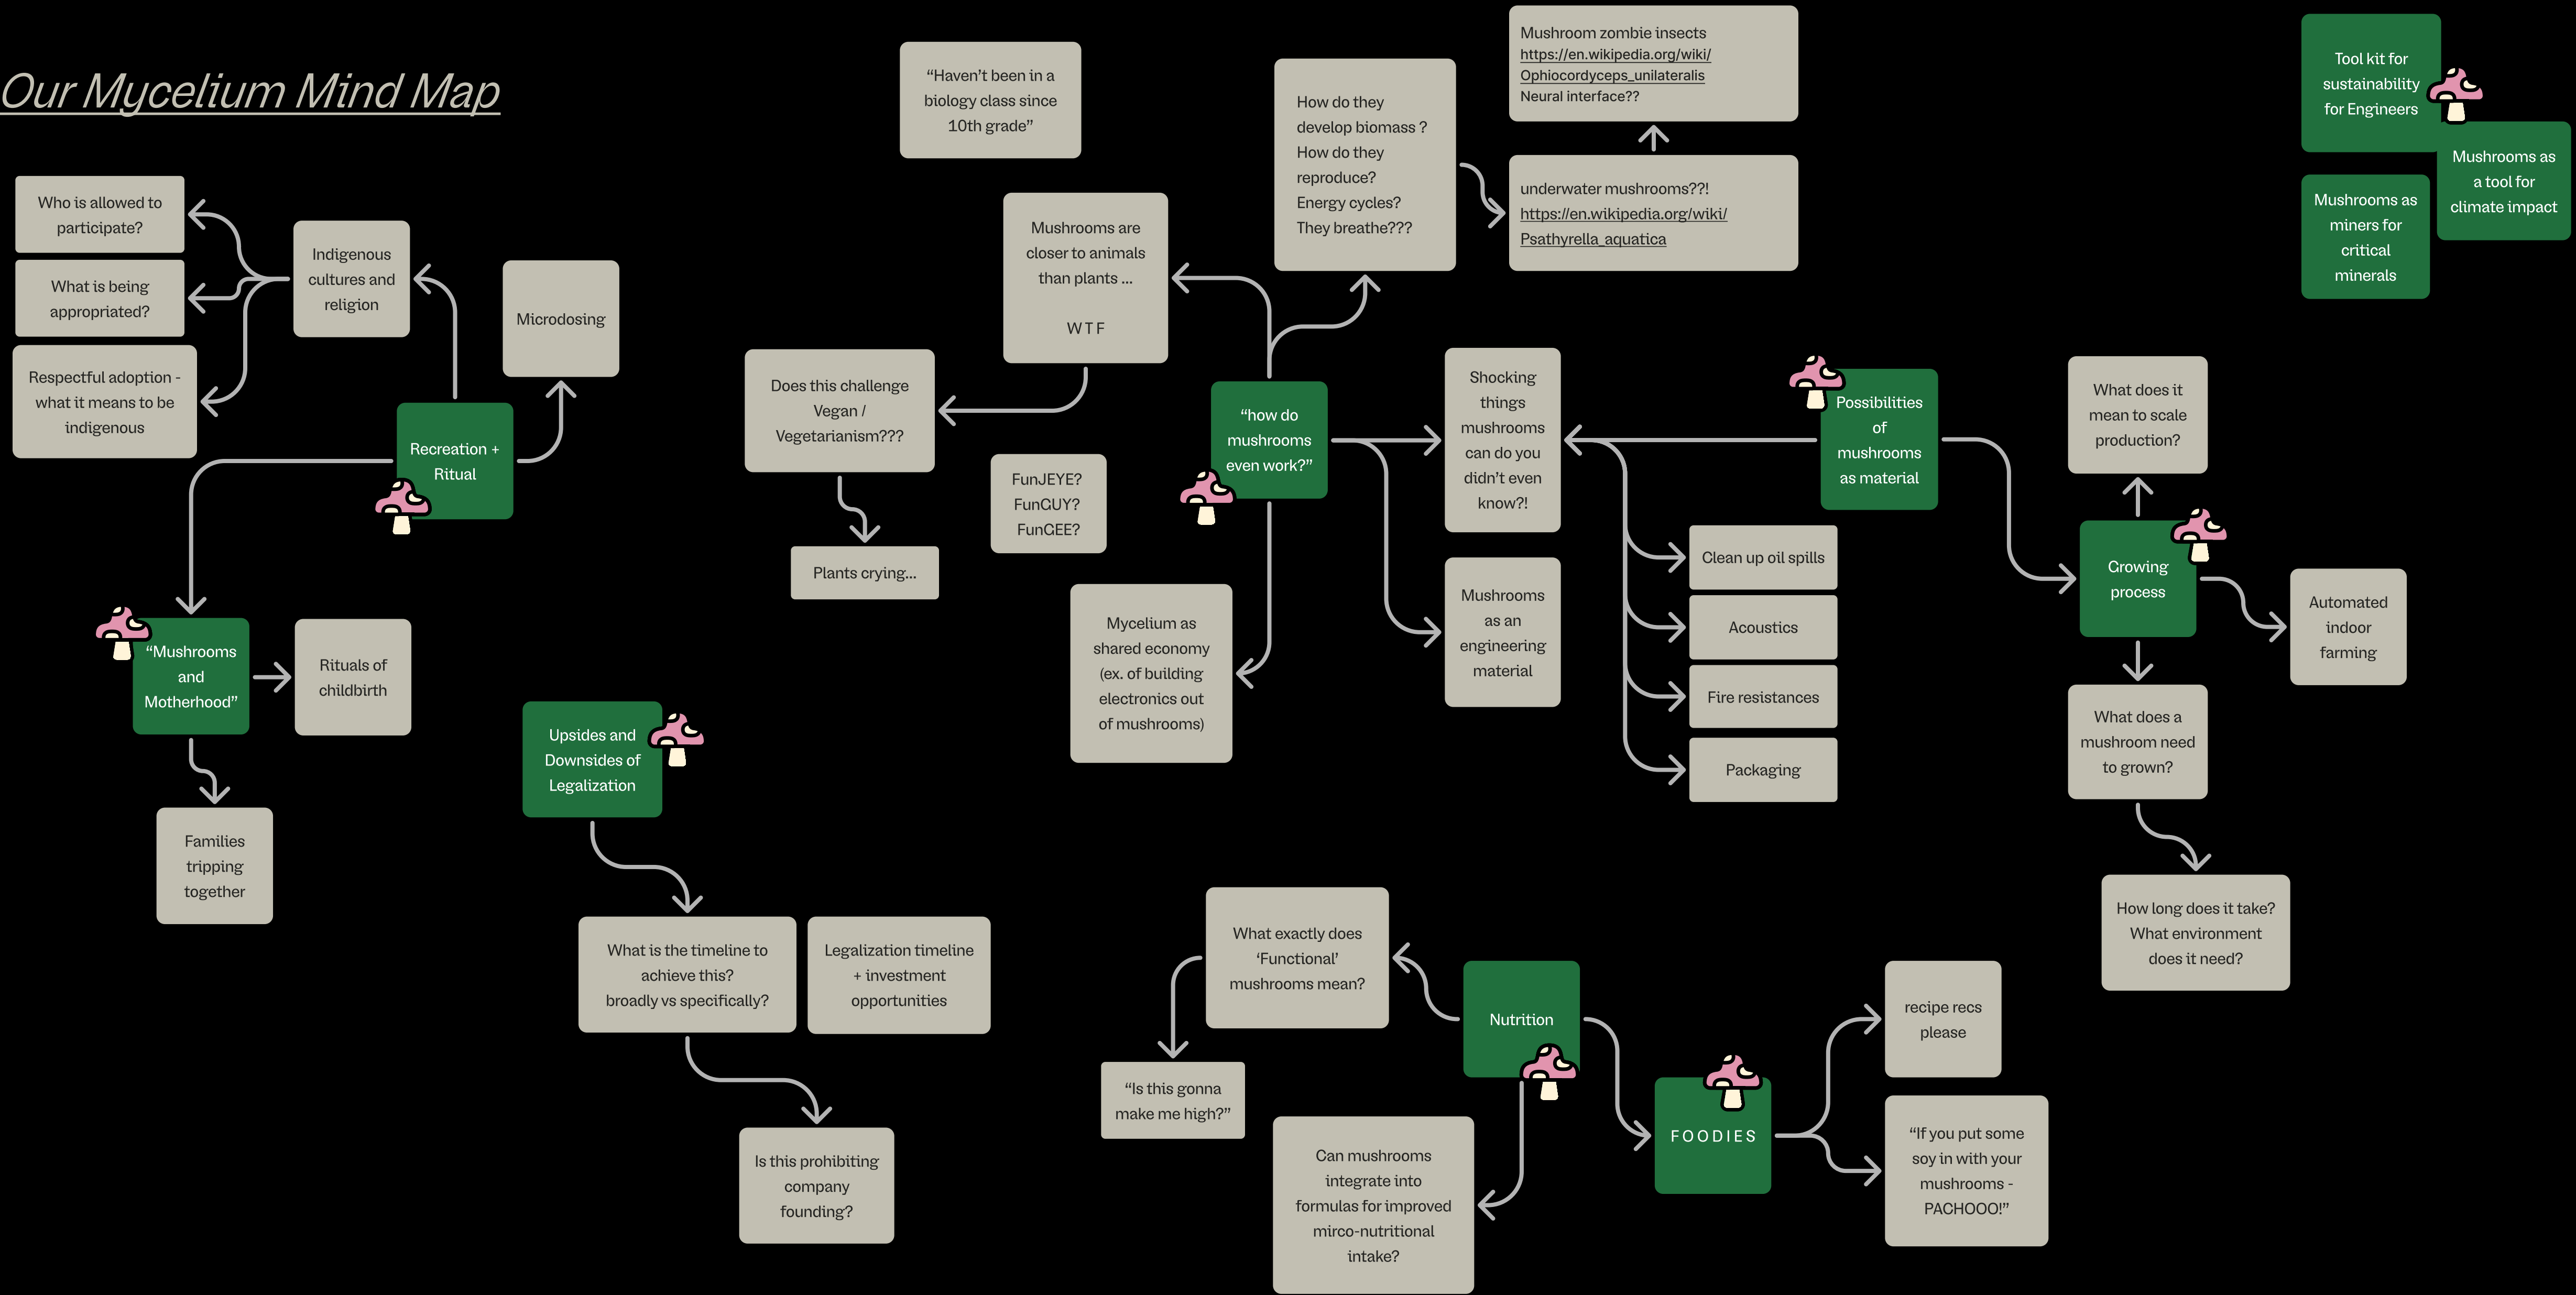 Our Mycelium Mind Map
Who is allowed to
participate?
What is being
appropriated?
Respectful adoption -
what it means to be
indigenous
Indigenous
cultures and
religion
Microdosing
Recreation +
Ritual
“Mushrooms
and
Motherhood”
Rituals of
childbirth
Families
tripping
together
Upsides and
Downsides of
Legalization
What is the timeline to
achieve this?
broadly vs specifically?
Legalization timeline
+ investment
opportunities
Is this prohibiting
company
founding?
“Haven’t been in a
biology class since
10th grade”
Mushrooms are
closer to animals
than plants ...
WTF
Does this challenge
Vegan /
Vegetarianism???
Plants crying...
FunJEYE?
FunGUY?
FunGEE?
How do they
develop biomass ?
How do they
reproduce?
Energy cycles?
They breathe???
Mushroom zombie insects
https://en.wikipedia.org/wiki/
Ophiocordyceps_unilateralis
Neural interface??
underwater mushrooms??!
https://en.wikipedia.org/wiki/
Psathyrella_aquatica
“how do
mushrooms
even work?”
Mycelium as
shared economy
(ex. of building
electronics out
of mushrooms)
Shocking
things
mushrooms
can do you
didn’t even
know?!
Mushrooms
as an
engineering
material
Possibilities
of
mushrooms
as material
Clean up oil spills
Acoustics
Fire resistances
Packaging
What does it
mean to scale
production?
Growing
process
Automated
indoor
farming
What does a
mushroom need
to grown?
How long does it take?
What environment
does it need?
Tool kit for
sustainability
for Engineers
Mushrooms as
a tool for
climate impact
Mushrooms as
miners for
critical
minerals
What exactly does
‘Functional’
mushrooms mean?
“Is this gonna
make me high?”
Nutrition
Can mushrooms
integrate into
formulas for improved
mirco-nutritional
intake?
FOODIES
recipe recs
please
“If you put some
soy in with your
mushrooms -
PACHOOO!”